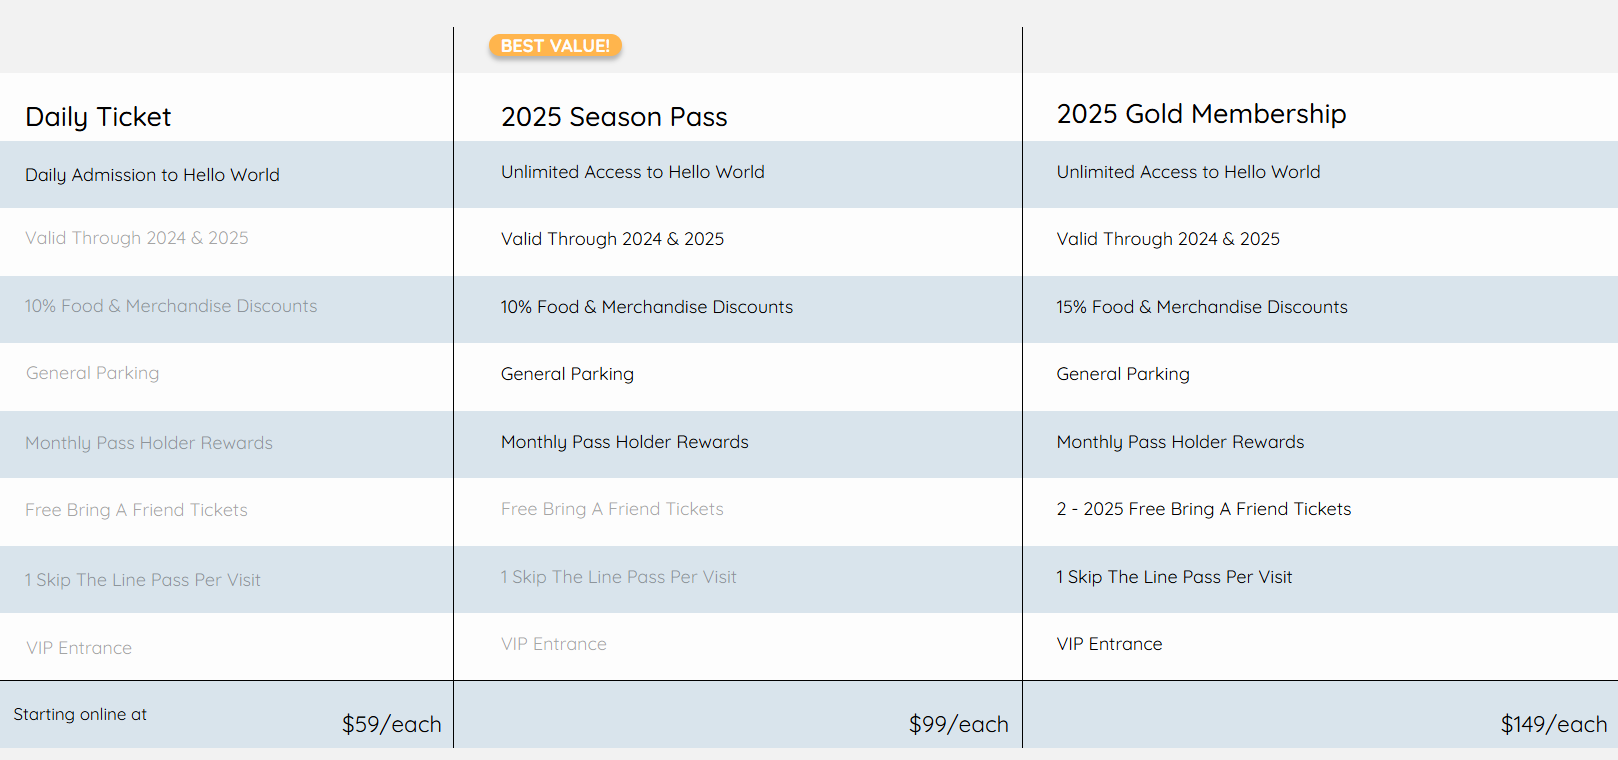 BEST VALUE!
Daily Ticket
2025 Season Pass
2025 Gold Membership
Daily Admission to Hello World
Unlimited Access to Hello World
Unlimited Access to Hello World
Valid Through 2024 & 2025
Valid Through 2024 & 2025
Valid Through 2024 & 2025
10% Food & Merchandise Discounts
10% Food & Merchandise Discounts
15% Food & Merchandise Discounts
General Parking
General Parking
General Parking
Monthly Pass Holder Rewards
Monthly Pass Holder Rewards
Monthly Pass Holder Rewards
Free Bring A Friend Tickets
Free Bring A Friend Tickets
2 - 2025 Free Bring A Friend Tickets
1 Skip The Line Pass Per Visit
1 Skip The Line Pass Per Visit
1 Skip The Line Pass Per Visit
VIP Entrance
VIP Entrance
VIP Entrance
Starting online at
$59/each
$99/each
$149/each